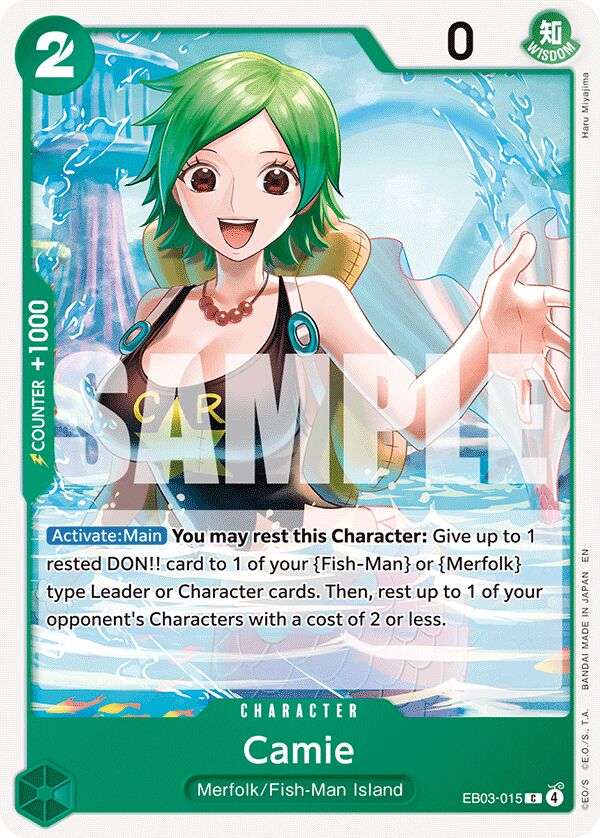 2
0
知
WISDOM
Haru Miyajima
COUNTER +1000
CRR
SAMPLE
Activate:Main You may rest this Character: Give up to 1
rested DON!! card to 1 of your {Fish-Man} or {Merfolk}
type Leader or Character cards. Then, rest up to 1 of your
opponent's Characters with a cost of 2 or less.
CHARACTER
Camie
Merfolk/Fish-Man Island
EB03-015 C 4
©E.O/S ©E.O./S., T.A. BANDAI MADE IN JAPAN EN